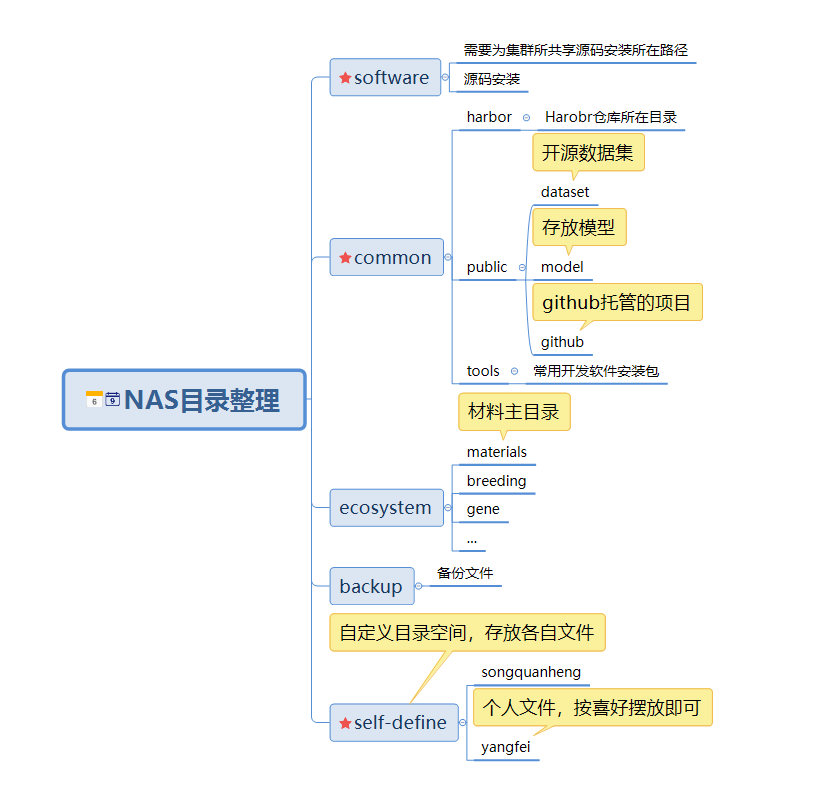 需要为集群所共享源码安装所在路径
software
源码安装
harbor
Harobr仓库所在目录
开源数据集
dataset
存放模型
common
public
model
github托管的项目
github
tools
常用开发软件安装包
6
9
NAS目录整理
材料主目录
materials
breeding
ecosystem
gene
...
备份文件
backup
自定义目录空间，存放各自文件
songquanheng
个人文件，按喜好摆放即可
self-define
yangfei